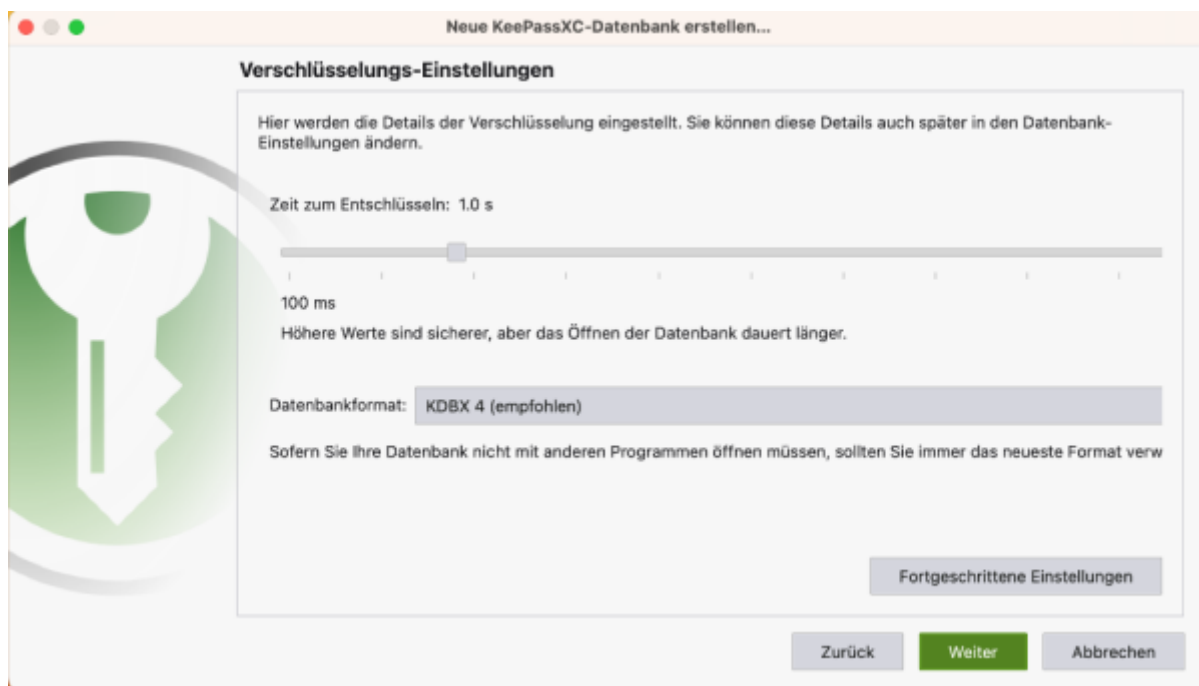 Neue KeePassXC-Datenbank erstellen...
Verschlüsselungs-Einstellungen
Hier werden die Details der Verschlüsselung eingestellt. Sie können diese Details auch später in den Datenbank-
Einstellungen ändern.
Zeit zum Entschlüsseln: 1.0 s
100 ms
Höhere Werte sind sicherer, aber das Öffnen der Datenbank dauert länger.
Datenbankformat: KDBX 4 (empfohlen)
Sofern Sie Ihre Datenbank nicht mit anderen Programmen öffnen müssen, sollten Sie immer das neueste Format verw
Fortgeschrittene Einstellungen
Zurück Weiter Abbrechen